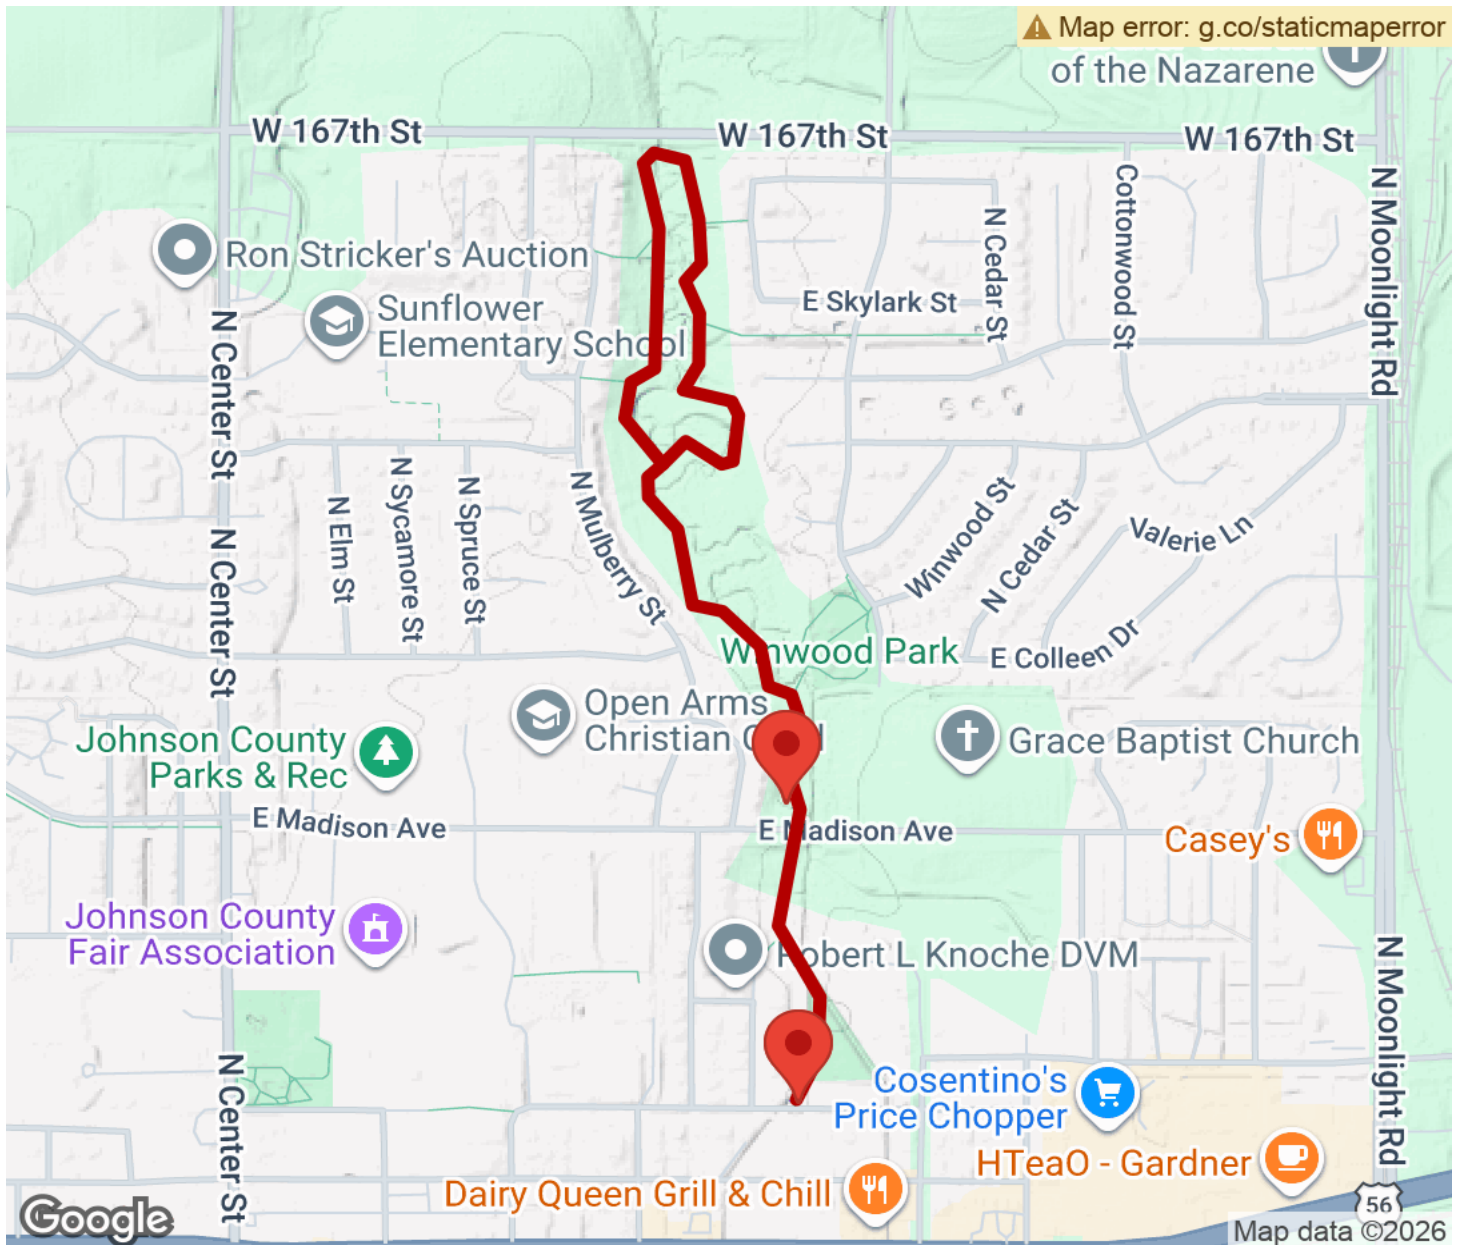 Map error: g.co/staticmaperror
of the Nazarene
W 167th St
W 167th St
W 167th St
N Moonlight Rd
Cottonwood St
N Cedar St
Ron Stricker's Auction
E Skylark St
Sunflower
Elementary School
N Center St
N Center St
N Elm St
N Sycamore St
N Spruce St
N Mulberry St
Winwood St
N Cedar St
Valerie Ln
E Colleen Dr
Winwood Park
Open Arms
Christian
Johnson County
Parks & Rec
Grace Baptist Church
E Madison Ave
E Madison Ave
Casey's
Johnson County
Fair Association
Robert L Knoche DVM
N Moonlight Rd
N Center St
Cosentino's
Price Chopper
HTeaO - Gardner
Dairy Queen Grill & Chill
56
Google
Map data ©2026